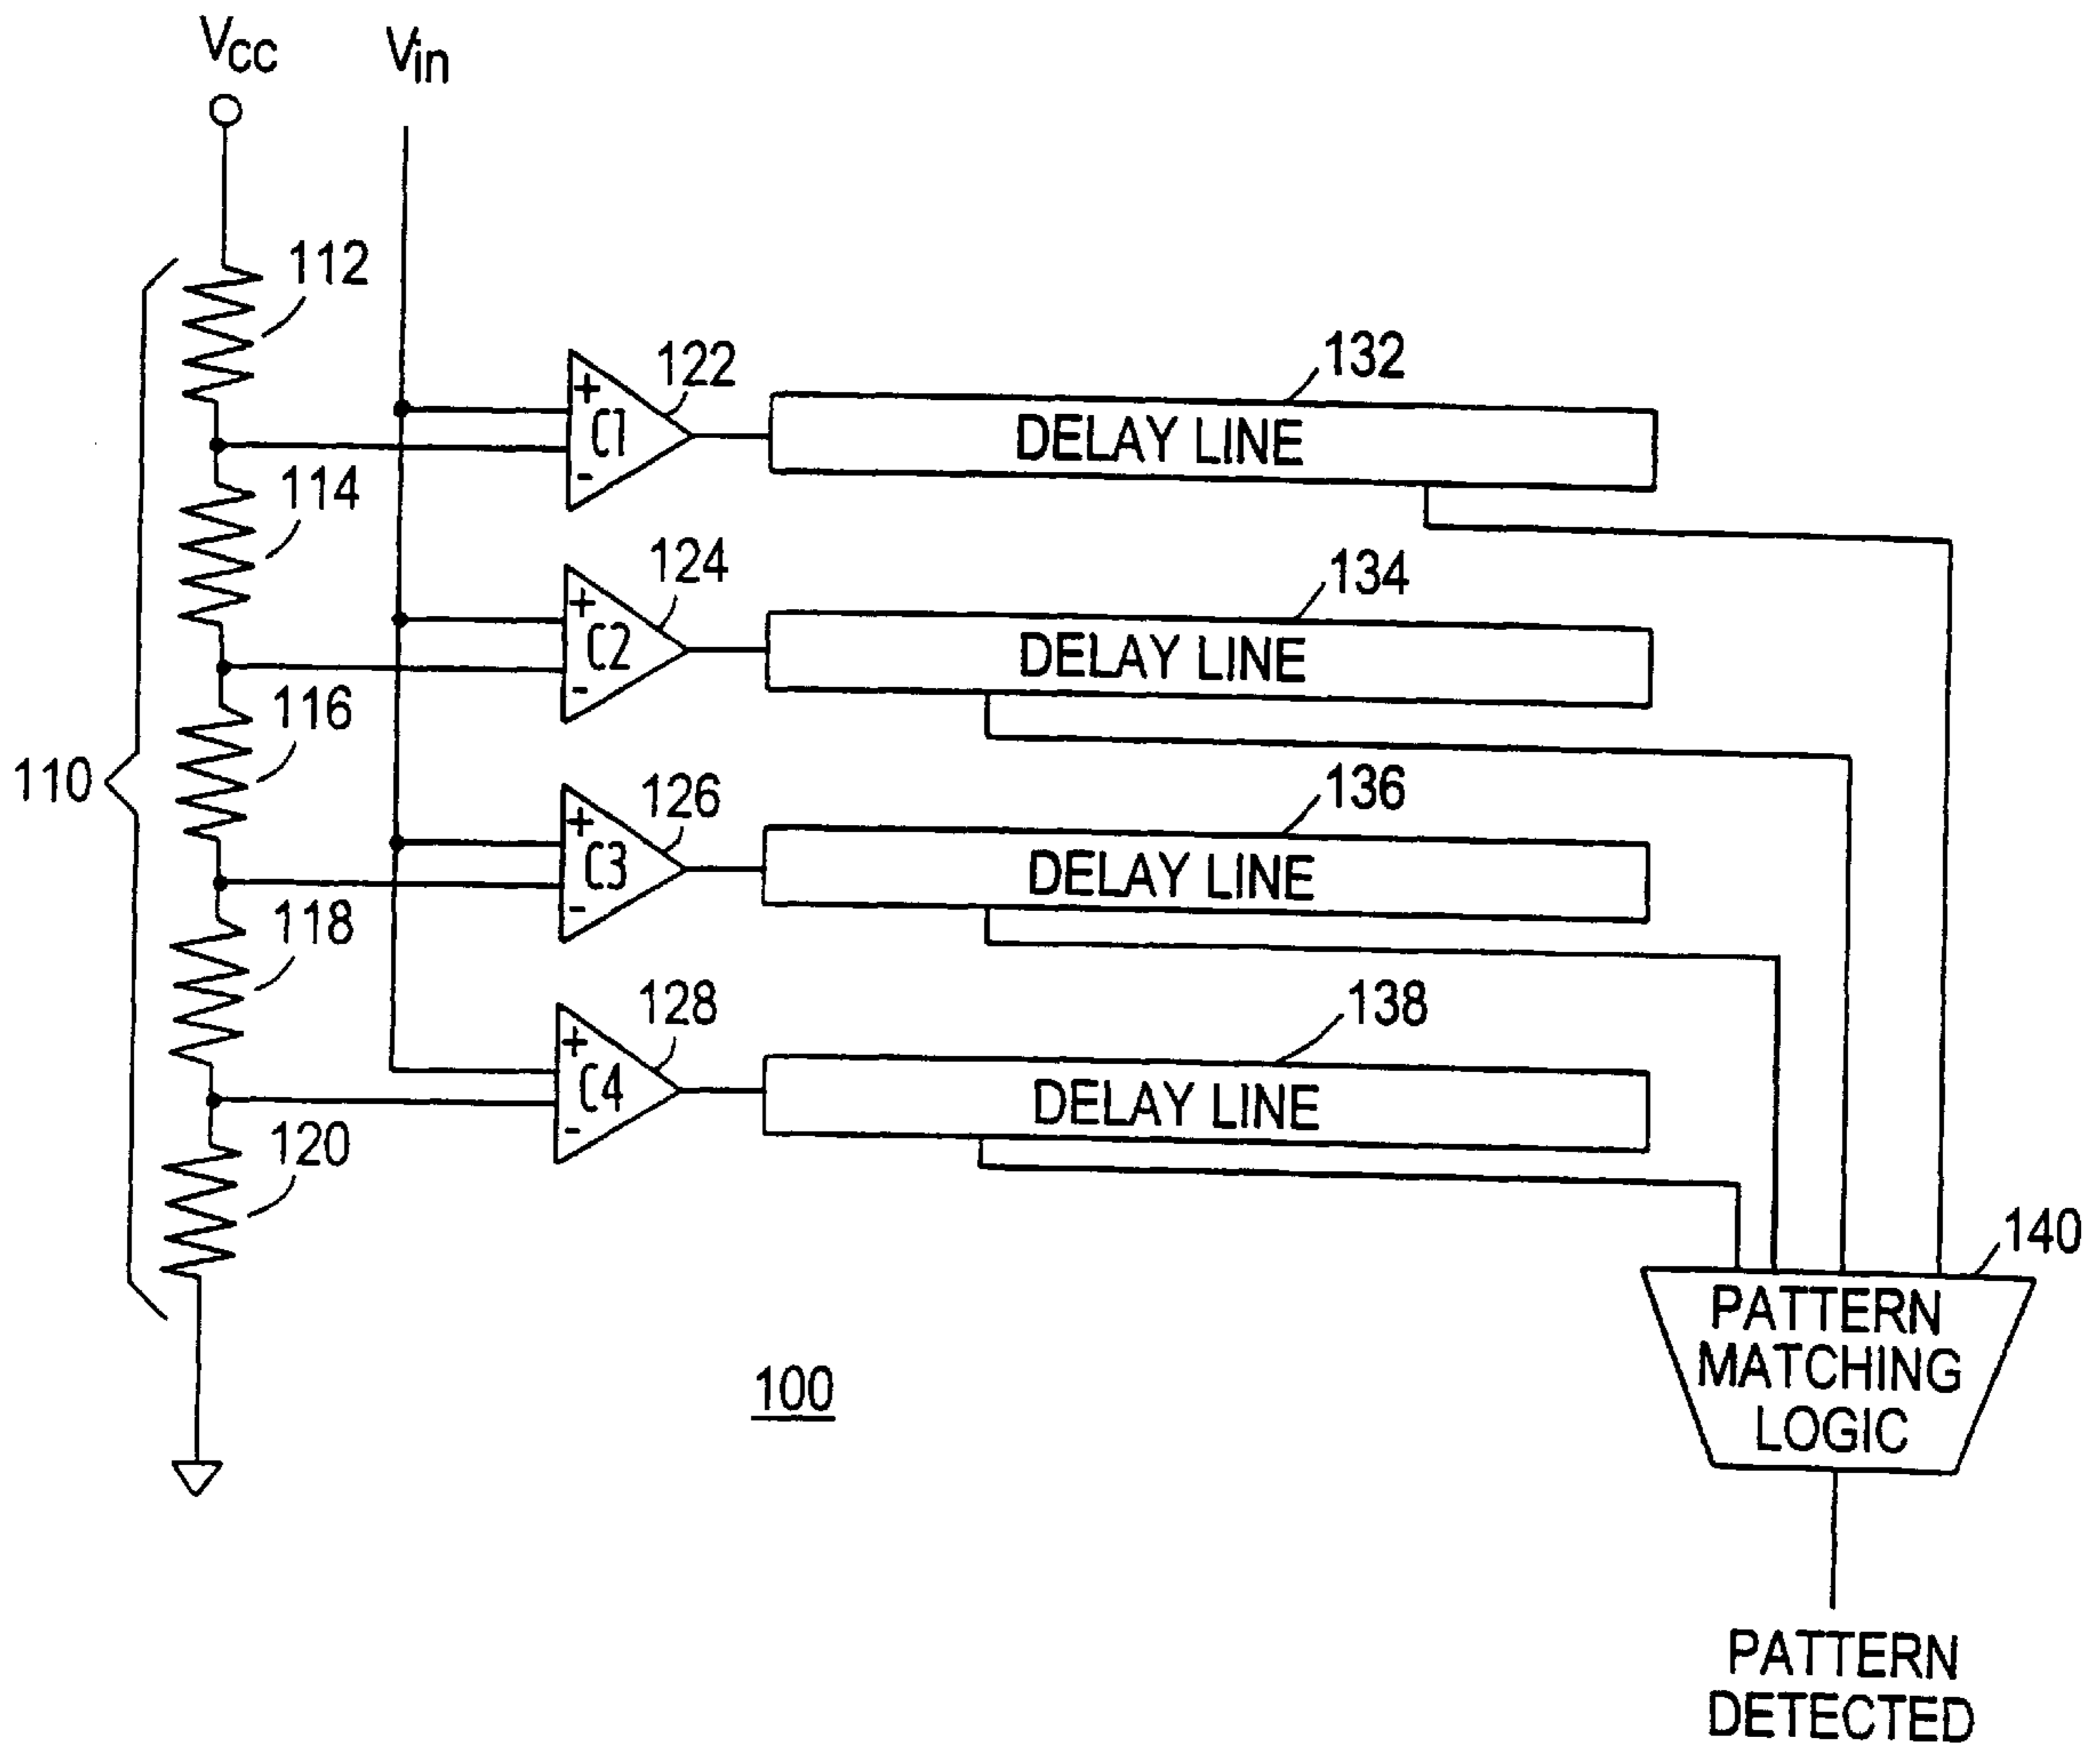 Vcc
Vin
112
122
132
+
C1
-
DELAY LINE
114
124
134
+
C2
-
DELAY LINE
116
110
126
136
+
C3
-
DELAY LINE
118
128
138
+
C4
-
DELAY LINE
120
140
PATTERN
MATCHING
LOGIC
100
PATTERN
DETECTED